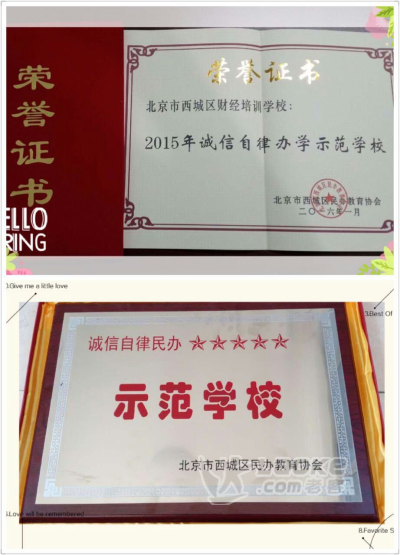 荣誉证书
荣誉证书
北京市西城区财经培训学校：
2015年诚信自律办学示范学校
北京市西城区民办教育协会
二〇一六年一月
HELLO
RING
.Give me a little love
3.Best Of
诚信自律民办 ★★★★★
示范学校
北京市西城区民办教育协会
.Love will be remembered
8.Fevorite S